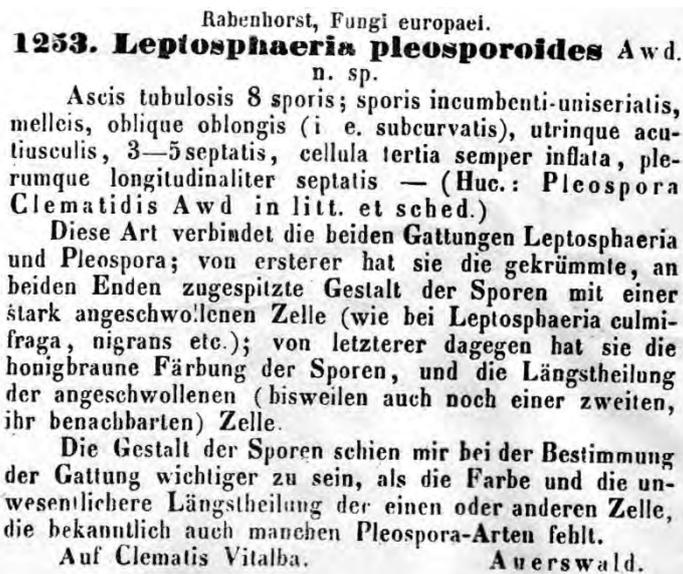 Rabenhorst, Fungi europaei.
1253. Leptosphaeria pleosporoides Awd.
n. sp.
Ascis tubulosis 8 sporis; sporis incumbenti-uniserialis,
melleis, oblique oblongis (i e. subcurvatis), utrinque acu-
tiusculis, 3—5septatis, cellula tertia semper inflata, ple-
rumque longitudinaliter septatis — (Huc.: Pleospora
Clematidis Awd in litt. et sched.)
Diese Art verbindet die beiden Gattungen Leptosphaeria
und Pleospora; von ersterer hat sie die gekrümmte, an
beiden Enden zugespitzte Gestalt der Sporen mit einer
stark angeschwollenen Zelle (wie bei Leptosphaeria culmi-
fraga, nigrans etc.); von letzterer dagegen hat sie die
honigbraune Färbung der Sporen, und die Längstheilung
der angeschwollenen (bisweilen auch noch einer zweiten,
ihr benachbarten) Zelle.
Die Gestalt der Sporen schien mir bei der Bestimmung
der Gattung wichtiger zu sein, als die Farbe und die un-
wesentlichere Längstheilung der einen oder anderen Zelle,
die bekanntlich auch manchen Pleospora-Arten fehlt.
Auf Clematis Vitalba. Auerswald.